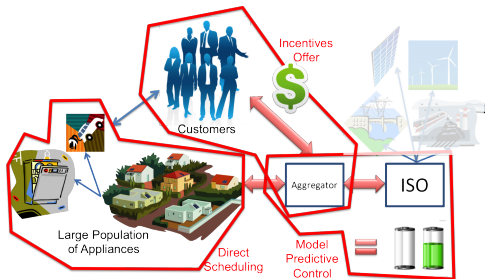 Incentives
Offer
$
Customers
Aggregator
ISO
Large Population
of Appliances
Direct
Scheduling
Model
Predictive
Control